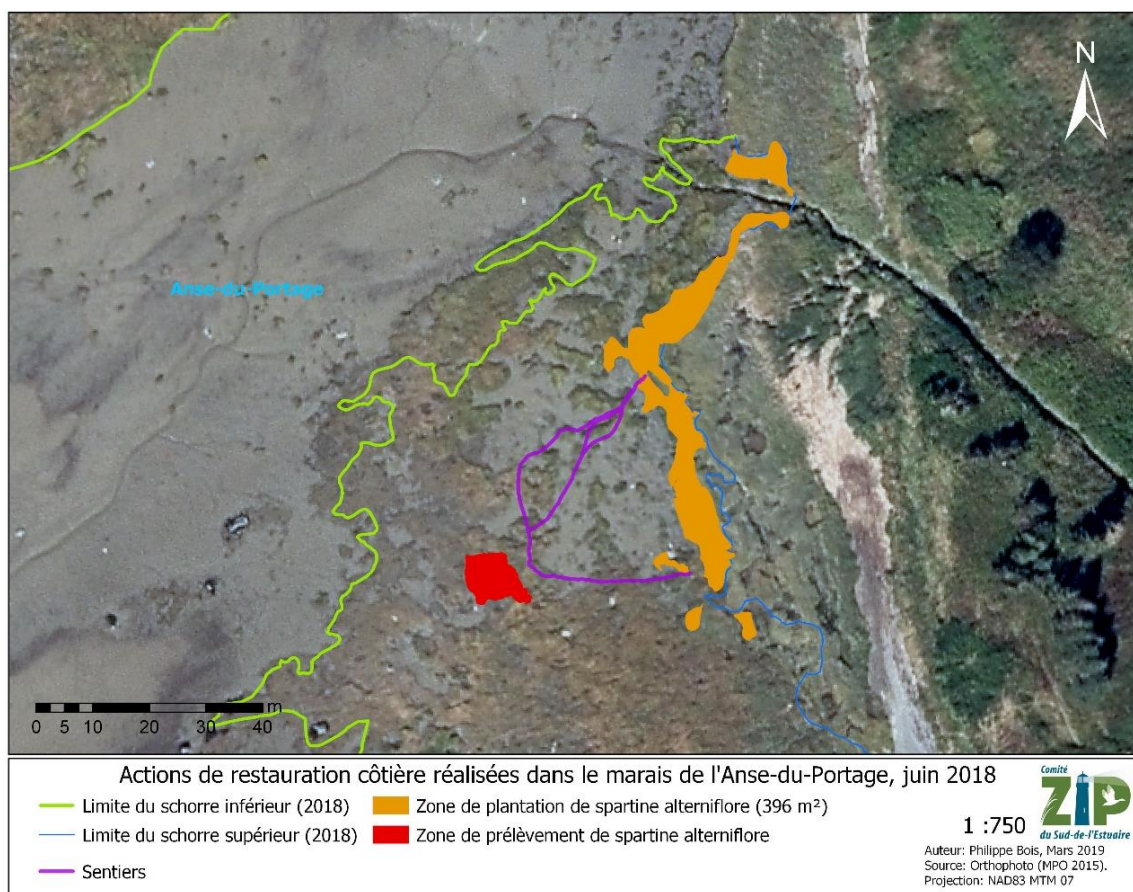 N
Anse-du-Portage
m
0 5 10 20 30 40
Actions de restauration côtière réalisées dans le marais de l'Anse-du-Portage, juin 2018
Limite du schorre inférieur (2018)
Zone de plantation de spartine alterniflore (396 m²)
Limite du schorre supérieur (2018)
Zone de prélèvement de spartine alterniflore
Sentiers
Comité
ZIP
du Sud-de-l'Estuaire
1 :750
Auteur: Philippe Bois, Mars 2019
Source: Orthophoto (MPO 2015).
Projection: NAD83 MTM 07